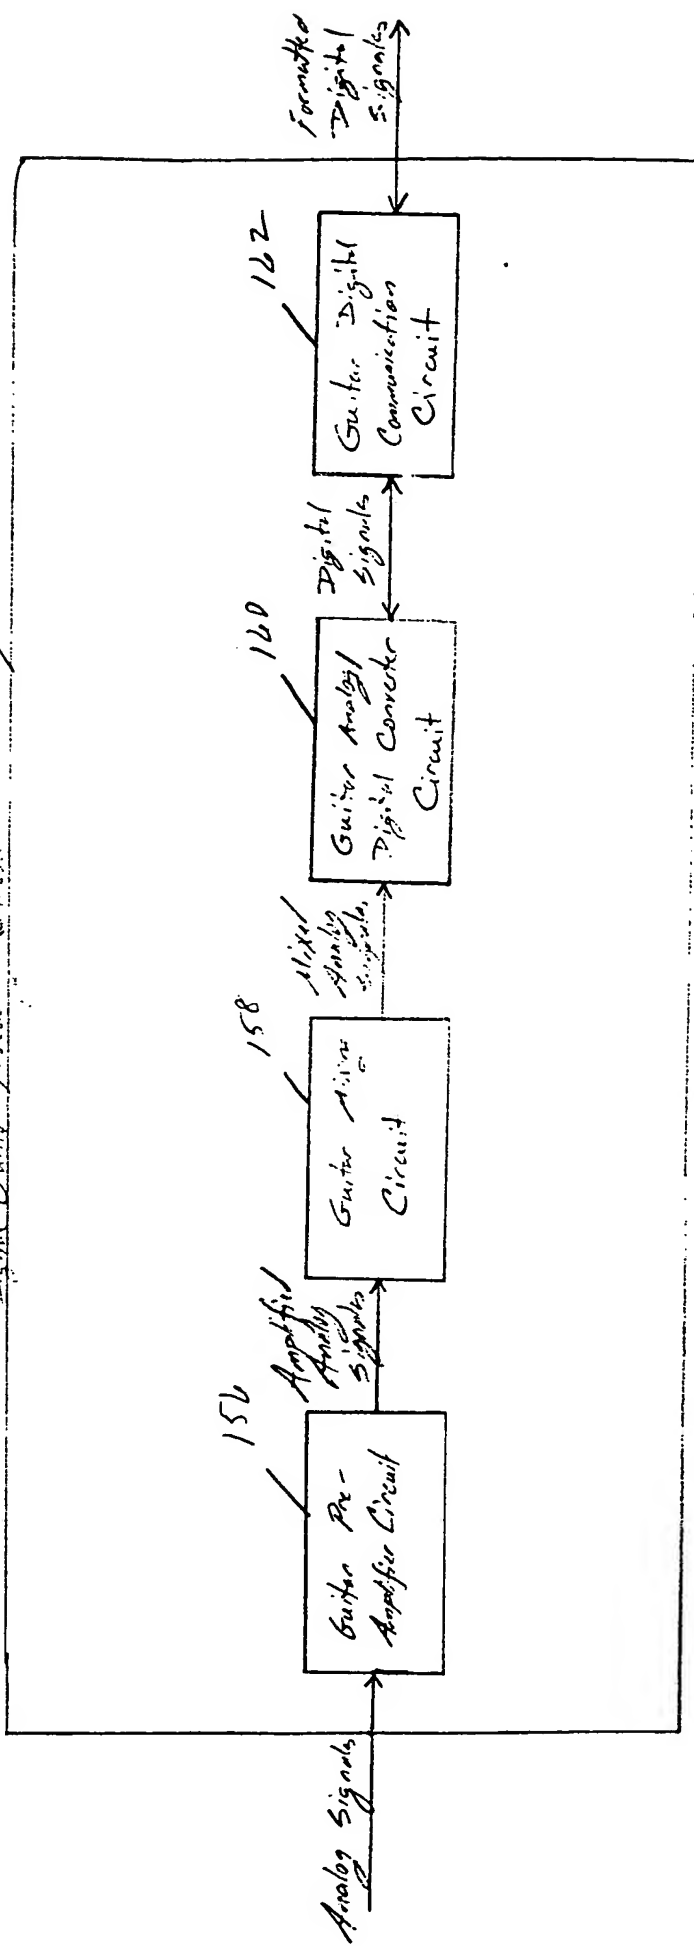 Analog Signals
156
Guitar Pre-
Amplifier Circuit
Amplified
Analog
Signals
158
Guitar Mixing
Circuit
Mixed
Analog
Signals
160
Guitar Analog/
Digital Converter
Circuit
Digital
Signals
162
Guitar Digital
Communication
Circuit
Formatted
Digital
Signals